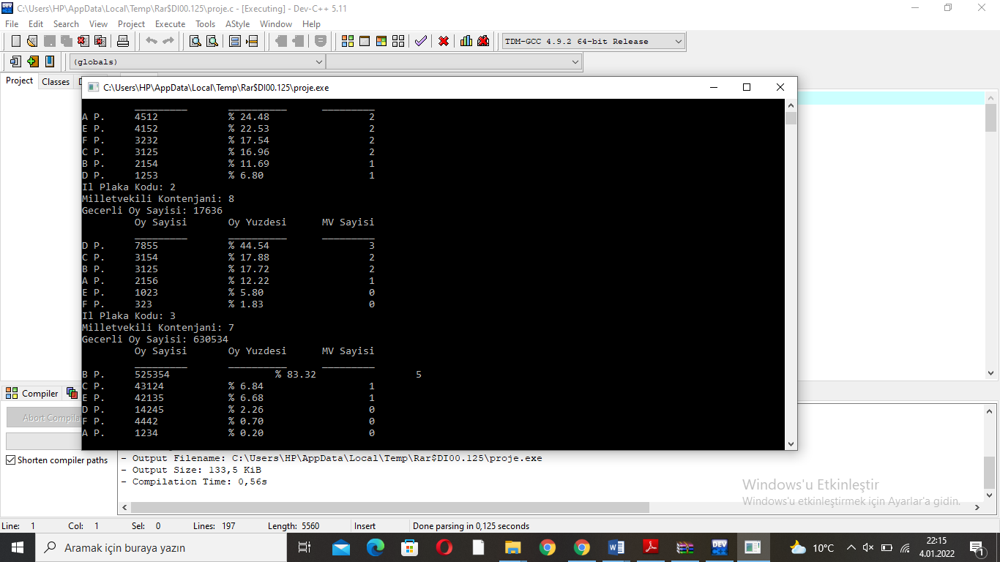 C:\Users\HP\AppData\Local\Temp\Rar$DI00.125\proje.c - [Executing] - Dev-C++ 5.11
File Edit Search View Project Execute Tools AStyle Window Help
TDM-GCC 4.9.2 64-bit Release
(globals)
Project Classes
C:\Users\HP\AppData\Local\Temp\Rar$DI00.125\proje.exe
A P. 4512 % 24.48 2
E P. 4152 % 22.53 2
F P. 3232 % 17.54 2
C P. 3125 % 16.96 2
B P. 2154 % 11.69 1
D P. 1253 % 6.80 1
Il Plaka Kodu: 2
Milletvekili Kontenjani: 8
Gecerli Oy Sayisi: 17636
Oy Sayisi Oy Yuzdesi MV Sayisi
D P. 7855 % 44.54 3
C P. 3154 % 17.88 2
B P. 3125 % 17.72 2
A P. 2156 % 12.22 1
E P. 1023 % 5.80 0
F P. 323 % 1.83 0
Il Plaka Kodu: 3
Milletvekili Kontenjani: 7
Gecerli Oy Sayisi: 630534
Oy Sayisi Oy Yuzdesi MV Sayisi
B P. 525354 % 83.32 5
C P. 43124 % 6.84 1
E P. 42135 % 6.68 1
D P. 14245 % 2.26 0
F P. 4442 % 0.70 0
A P. 1234 % 0.20 0
Compiler
Abort Compilat
Shorten compiler paths
- Output Filename: C:\Users\HP\AppData\Local\Temp\Rar$DI00.125\proje.exe
- Output Size: 133,5 KiB
- Compilation Time: 0,56s
Windows'u Etkinleştir
Windows'u etkinleştirmek için Ayarlar'a gidin.
Line: 1 Col: 1 Sel: 0 Lines: 197 Length: 5560 Insert Done parsing in 0,125 seconds
Aramak için buraya yazın
DEV
10°C
22:15
4.01.2022
1